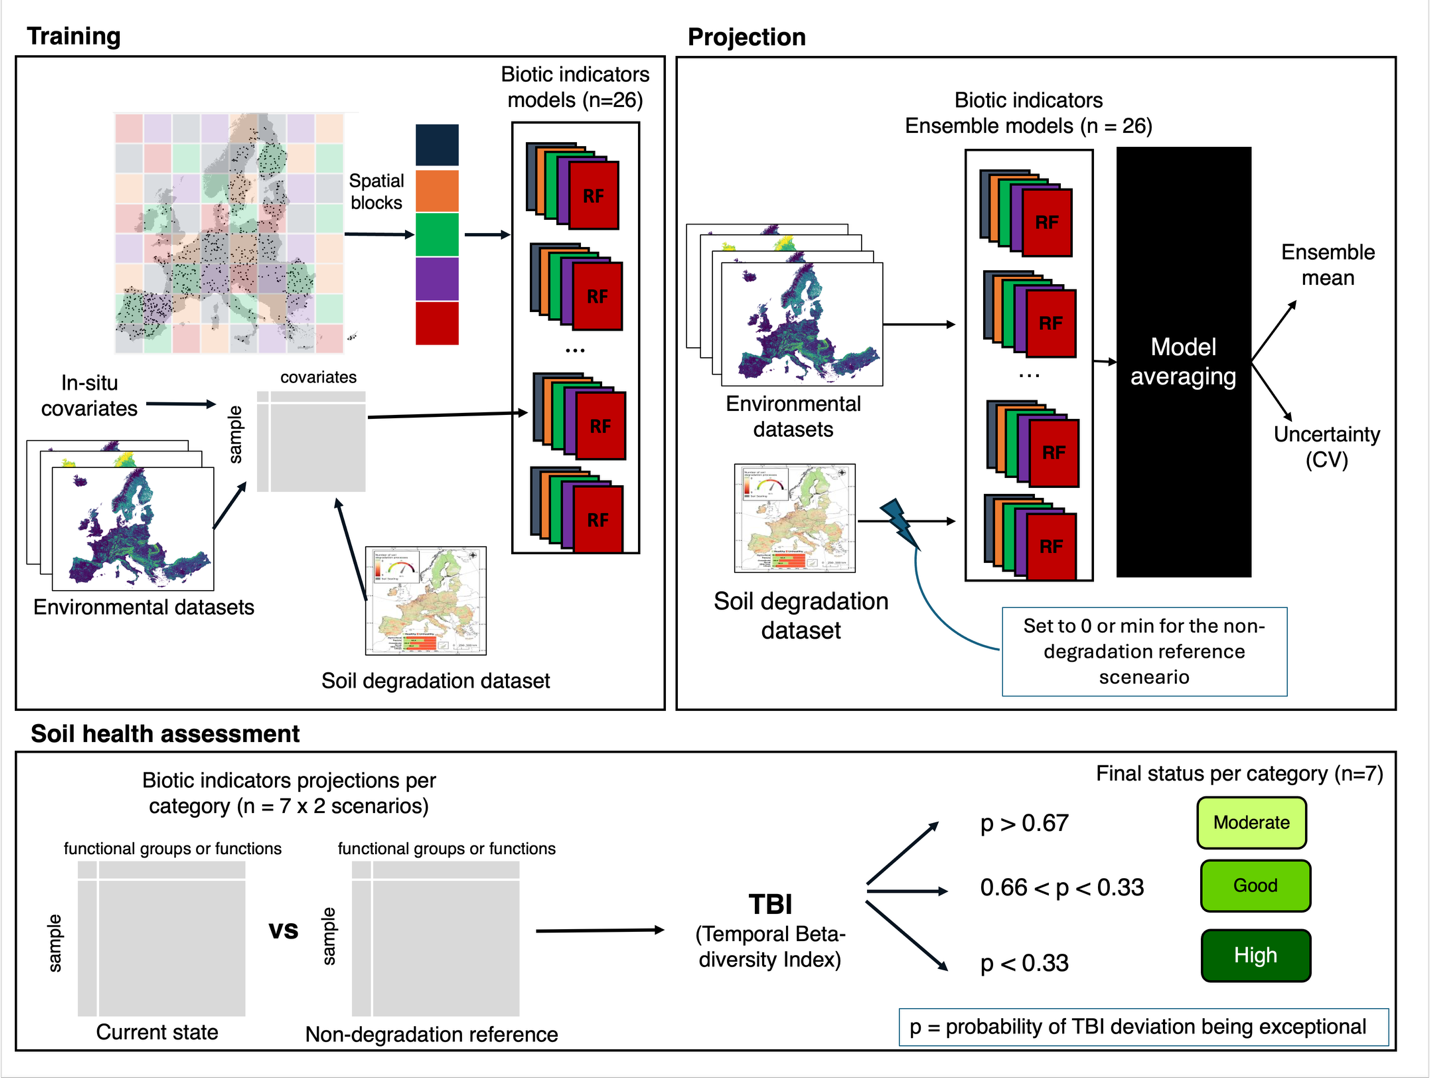 Training
Biotic indicators
models (n=26)
Spatial
blocks
RF
RF
...
RF
RF
In-situ
covariates
covariates
sample
Environmental datasets
Soil degradation dataset
Projection
Biotic indicators
Ensemble models (n = 26)
RF
RF
...
RF
RF
Environmental
datasets
Soil degradation
dataset
Model
averaging
Ensemble
mean
Uncertainty
(CV)
Set to 0 or min for the non-
degradation reference
sceneario
Soil health assessment
Biotic indicators projections per
category (n = 7 x 2 scenarios)
functional groups or functions
sample
Current state
vs
functional groups or functions
sample
Non-degradation reference
TBI
(Temporal Beta-
diversity Index)
Final status per category (n=7)
p > 0.67
Moderate
0.66 < p < 0.33
Good
p < 0.33
High
p = probability of TBI deviation being exceptional